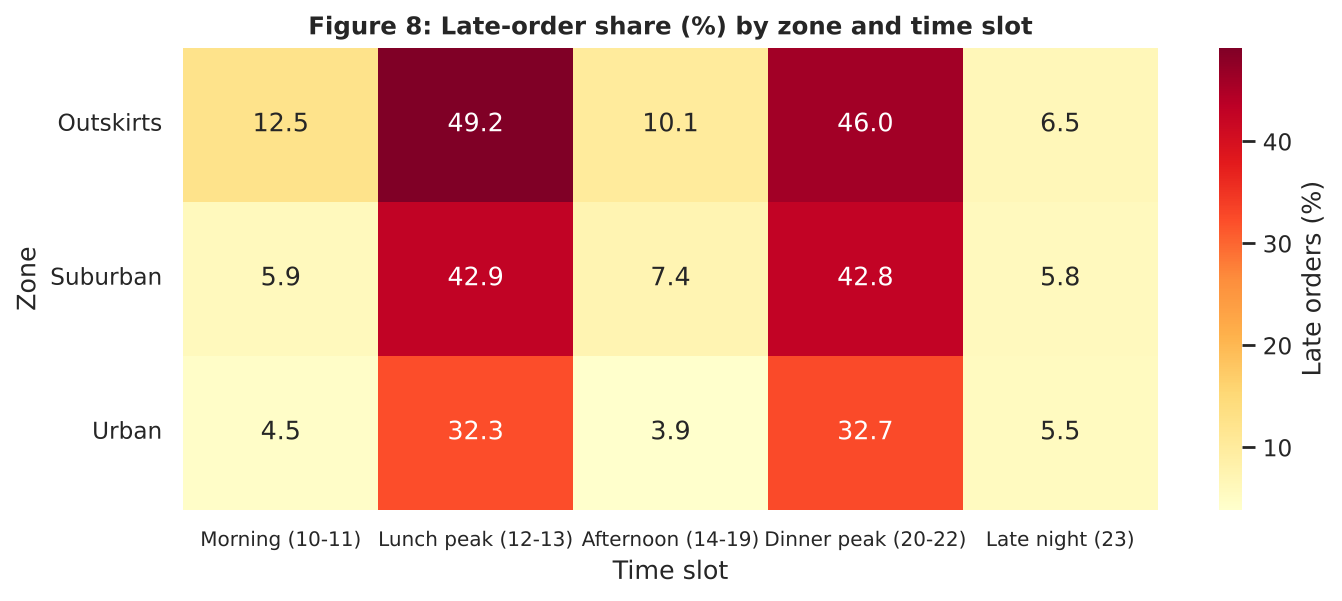 Figure 8: Late-order share (%) by zone and time slot
Zone
Outskirts 12.5 49.2 10.1 46.0 6.5
Suburban 5.9 42.9 7.4 42.8 5.8
Urban 4.5 32.3 3.9 32.7 5.5
Morning (10-11) Lunch peak (12-13) Afternoon (14-19) Dinner peak (20-22) Late night (23)
Time slot
40
30
20
10
Late orders (%)